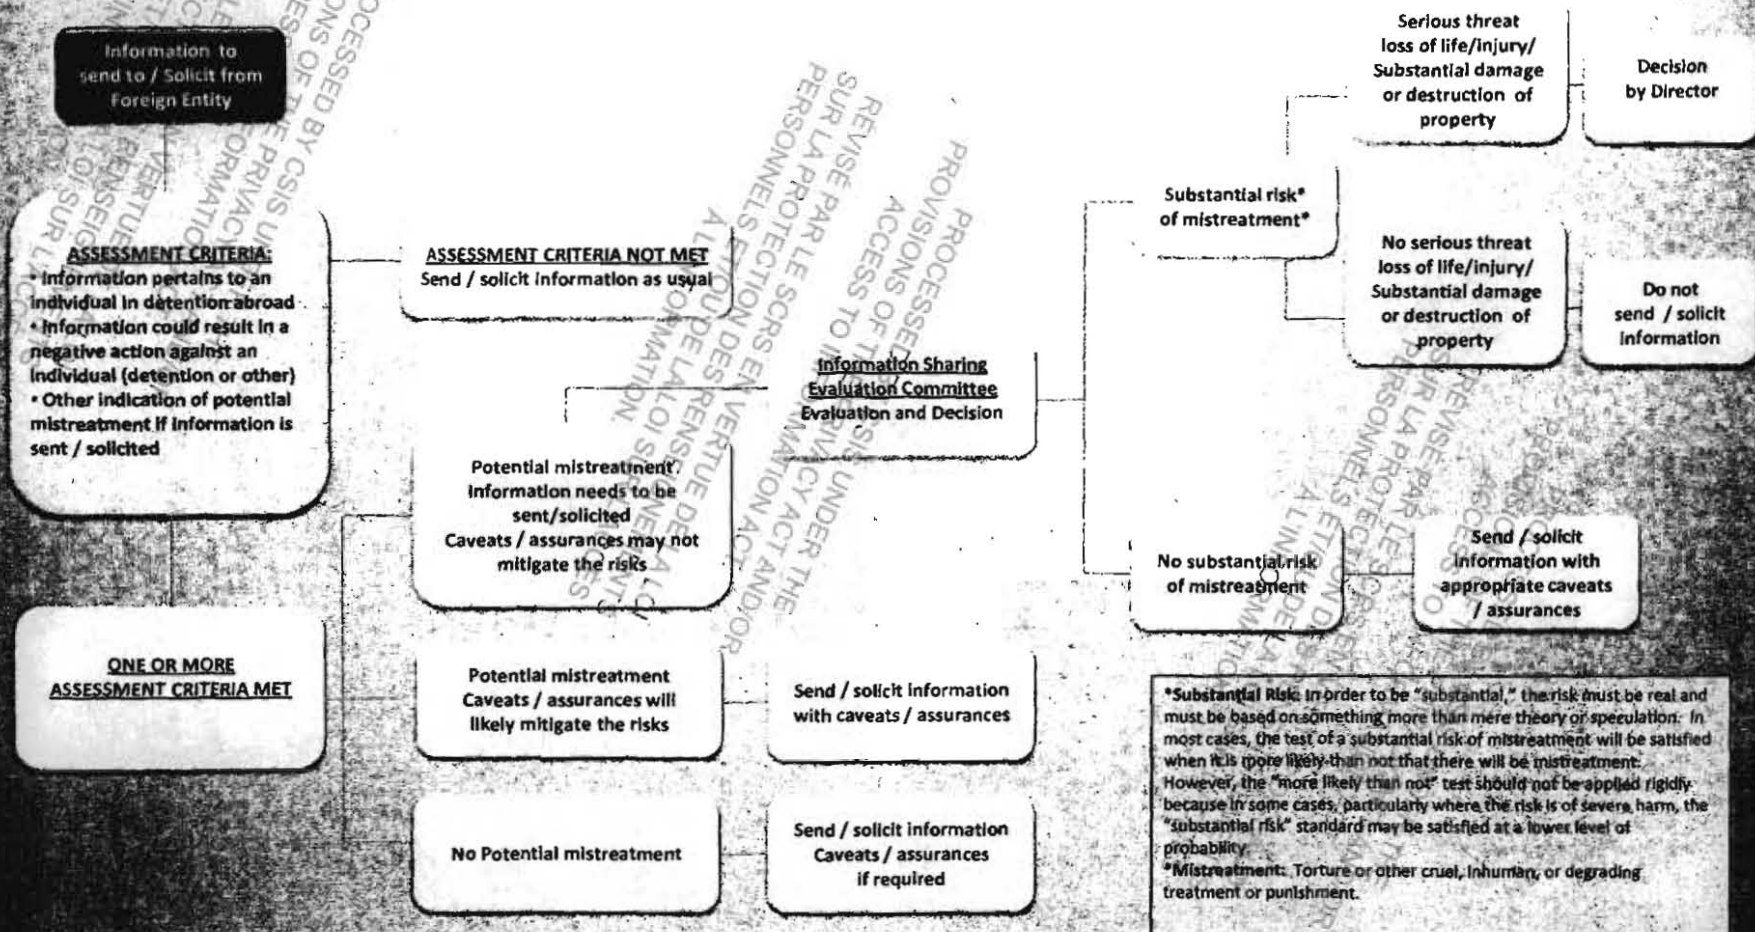 Information to
send to / Solicit from
Foreign Entity
ASSESSMENT CRITERIA:
• Information pertains to an
individual in detention abroad
• Information could result in a
negative action against an
individual (detention or other)
• Other indication of potential
mistreatment if information is
sent / solicited
ONE OR MORE
ASSESSMENT CRITERIA MET
ASSESSMENT CRITERIA NOT MET
Send / solicit information as usual
Potential mistreatment.
Information needs to be
sent/solicited
Caveats / assurances may not
mitigate the risks
Potential mistreatment
Caveats / assurances will
likely mitigate the risks
Send / solicit information
with caveats / assurances
No Potential mistreatment
Send / solicit information
Caveats / assurances
if required
Information Sharing
Evaluation Committee
Evaluation and Decision
Substantial risk*
of mistreatment*
Serious threat
loss of life/injury/
Substantial damage
or destruction of
property
Decision
by Director
No serious threat
loss of life/injury/
Substantial damage
or destruction of
property
Do not
send / solicit
information
No substantial risk
of mistreatment
Send / solicit
information with
appropriate caveats
/ assurances
*Substantial Risk: In order to be "substantial," the risk must be real and
must be based on something more than mere theory or speculation. In
most cases, the test of a substantial risk of mistreatment will be satisfied
when it is more likely than not that there will be mistreatment.
However, the "more likely than not" test should not be applied rigidly
because in some cases, particularly where the risk is of severe harm, the
"substantial risk" standard may be satisfied at a lower level of
probability.
*Mistreatment: Torture or other cruel, inhuman, or degrading
treatment or punishment.
PROCESSED BY CSIS UNDER THE
PROVISIONS OF THE PRIVACY ACT AND/OR
ACCESS TO INFORMATION ACT
RÉVISÉ PAR LE SCRS EN VERTU DE LA LOI
SUR LA PROTECTION DES RENSEIGNEMENTS
PERSONNELS ET/OU DE LA LOI SUR L'ACCÈS
À L'INFORMATION